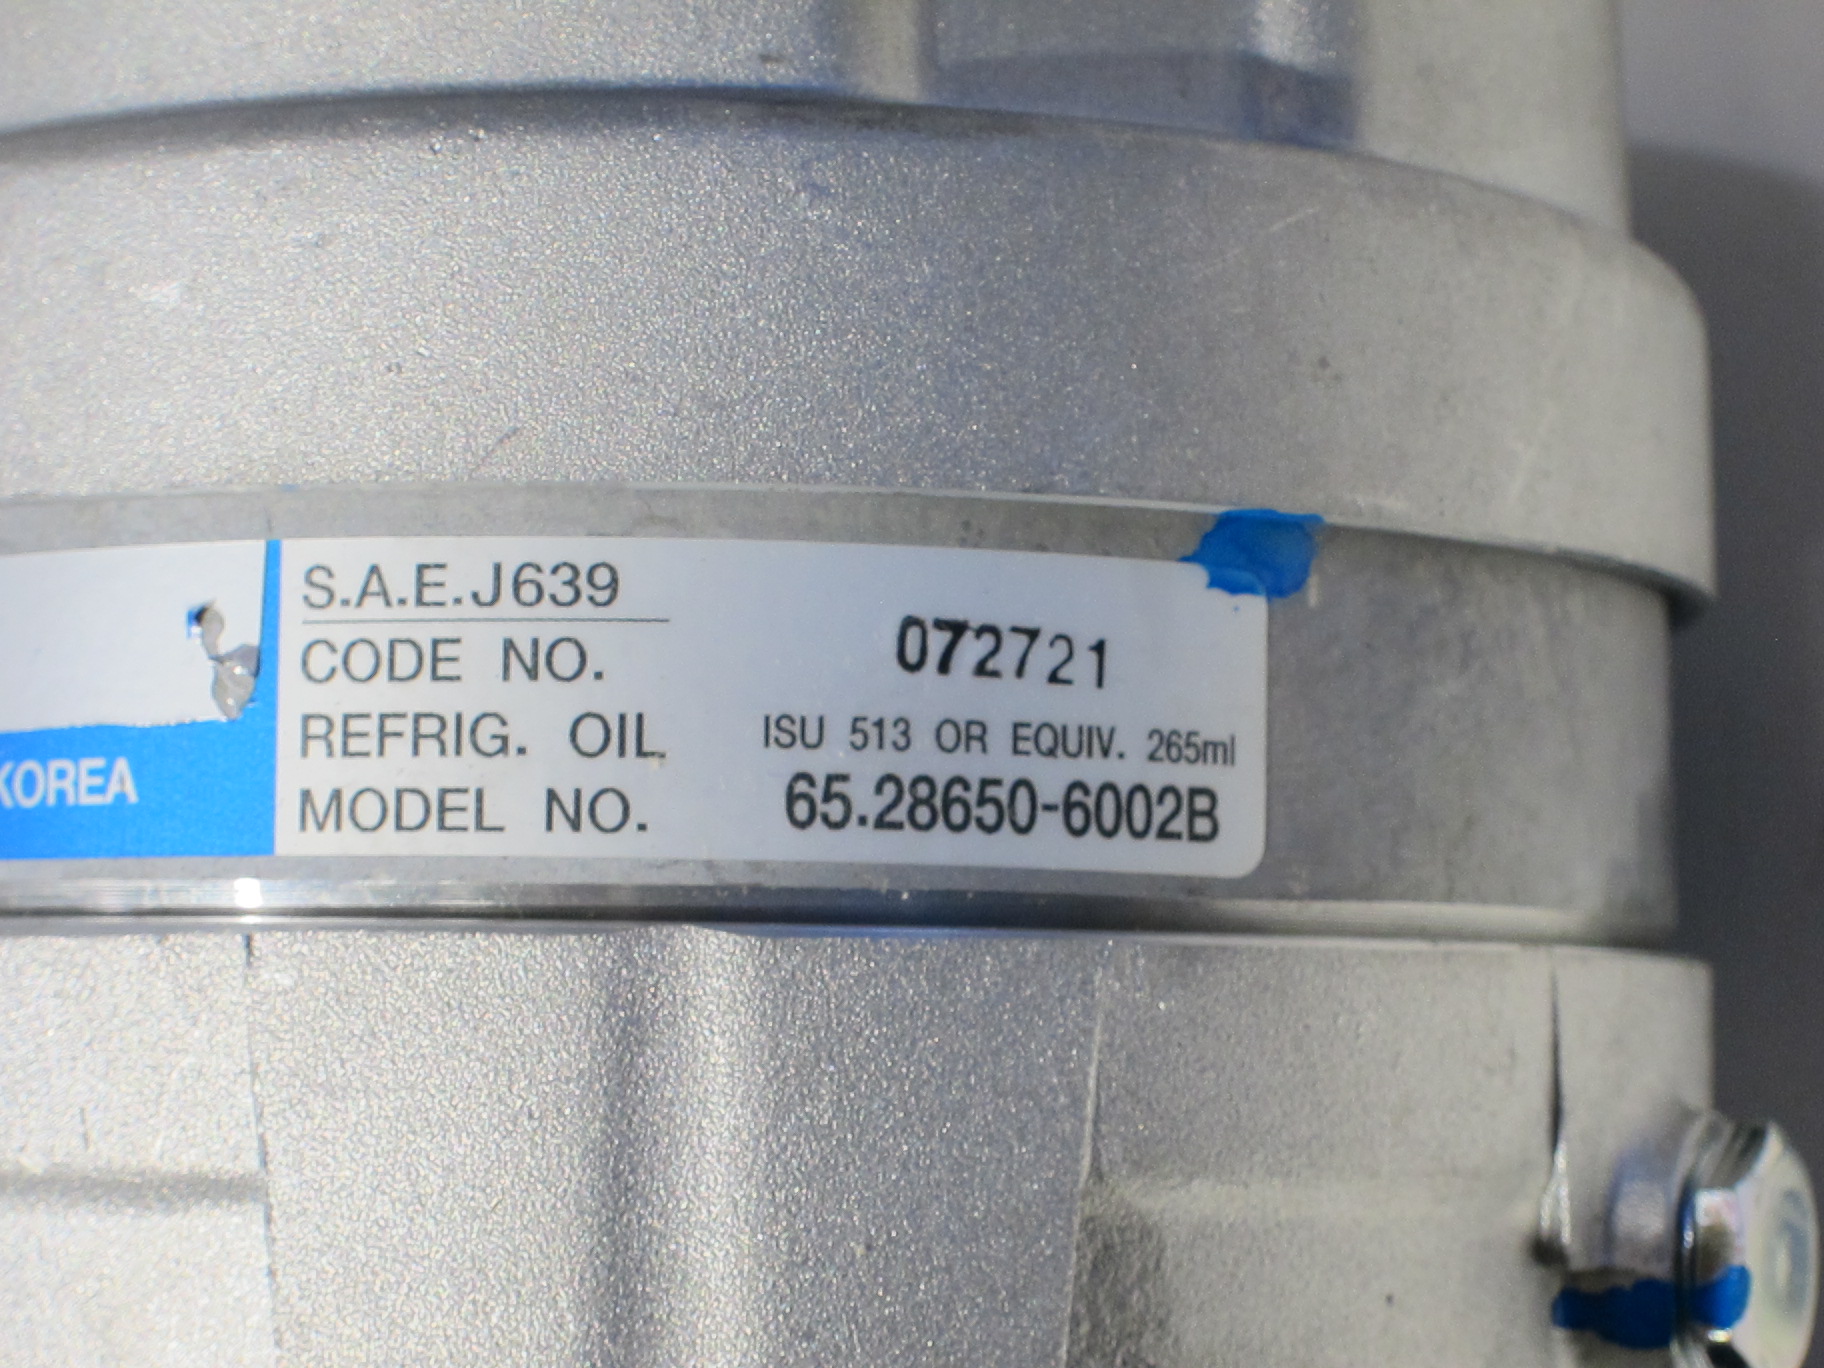 S.A.E.J639
CODE NO. 072721
REFRIG. OIL ISU 513 OR EQUIV. 265ml
MODEL NO. 65.28650-6002B
KOREA